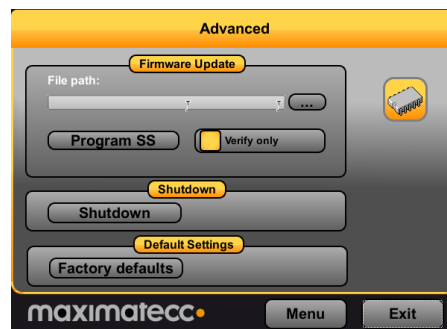 Advanced
Firmware Update
File path:
...
Program SS
Verify only
Shutdown
Shutdown
Default Settings
Factory defaults
maximatecc
Menu
Exit